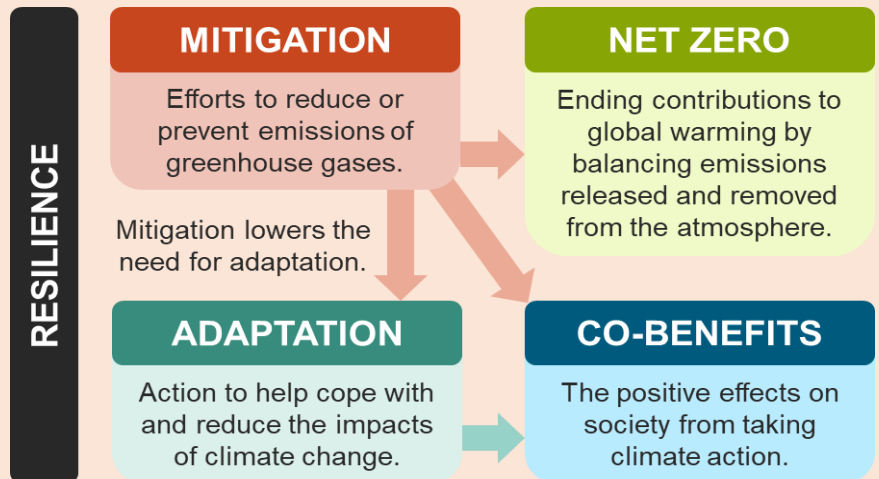 RESILIENCE
MITIGATION
Efforts to reduce or
prevent emissions of
greenhouse gases.
NET ZERO
Ending contributions to
global warming by
balancing emissions
released and removed
from the atmosphere.
Mitigation lowers the
need for adaptation.
ADAPTATION
Action to help cope with
and reduce the impacts
of climate change.
CO-BENEFITS
The positive effects on
society from taking
climate action.